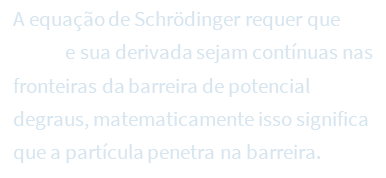 A equação de Schrödinger requer que
e sua derivada sejam contínuas nas
fronteiras da barreira de potencial
degraus, matematicamente isso significa
que a partícula penetra na barreira.